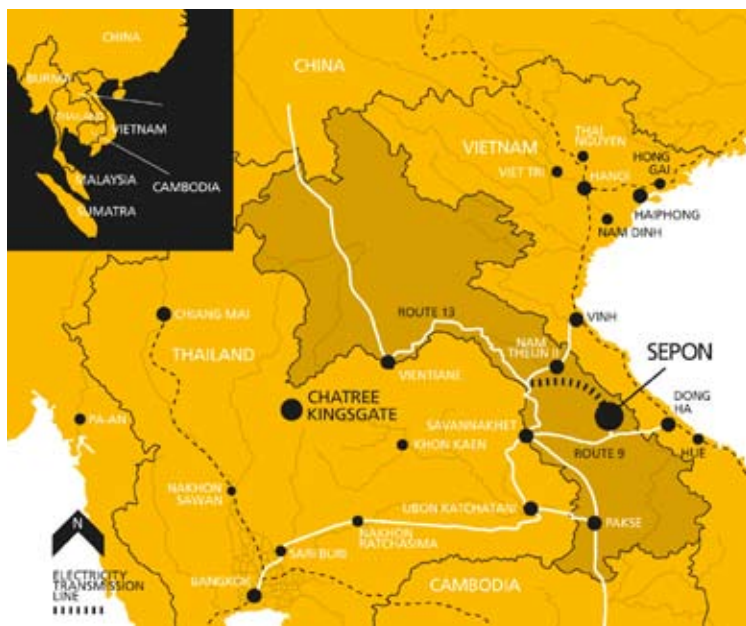 CHINA
BURMA
THAILAND
VIETNAM
CAMBODIA
MALAYSIA
SUMATRA
CHINA
VIETNAM
THAI
NGUYEN
VIET TRI
HANOI
HONG
GAI
HAIPHONG
NAM DINH
CHIANG MAI
THAILAND
ROUTE 13
VINH
NAM
THEUN II
VIENTIANE
SEPON
CHATREE
KINGSGATE
PA-AN
KHON KAEN
SAVANNAKHET
DONG
HA
HUE
ROUTE 9
NAKHON
SAWAN
UBON RATCHATANI
PAKSE
NAKHON
RATCHASIMA
SARI BURI
BANGKOK
CAMBODIA
N
ELECTRICITY
TRANSMISSION
LINE